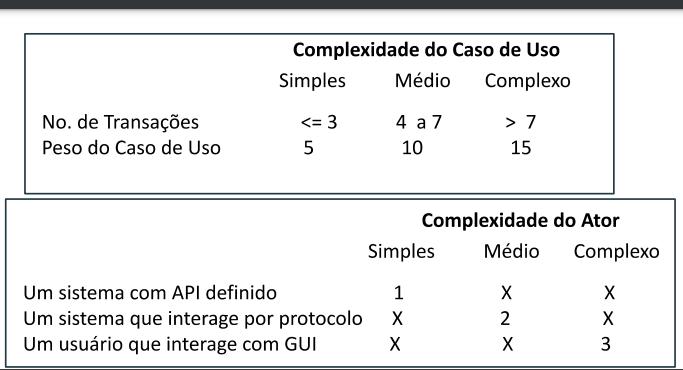 Complexidade do Caso de Uso
Simples Médio Complexo
No. de Transações <= 3 4 a 7 > 7
Peso do Caso de Uso 5 10 15
Complexidade do Ator
Simples Médio Complexo
Um sistema com API definido 1 X X
Um sistema que interage por protocolo X 2 X
Um usuário que interage com GUI X X 3